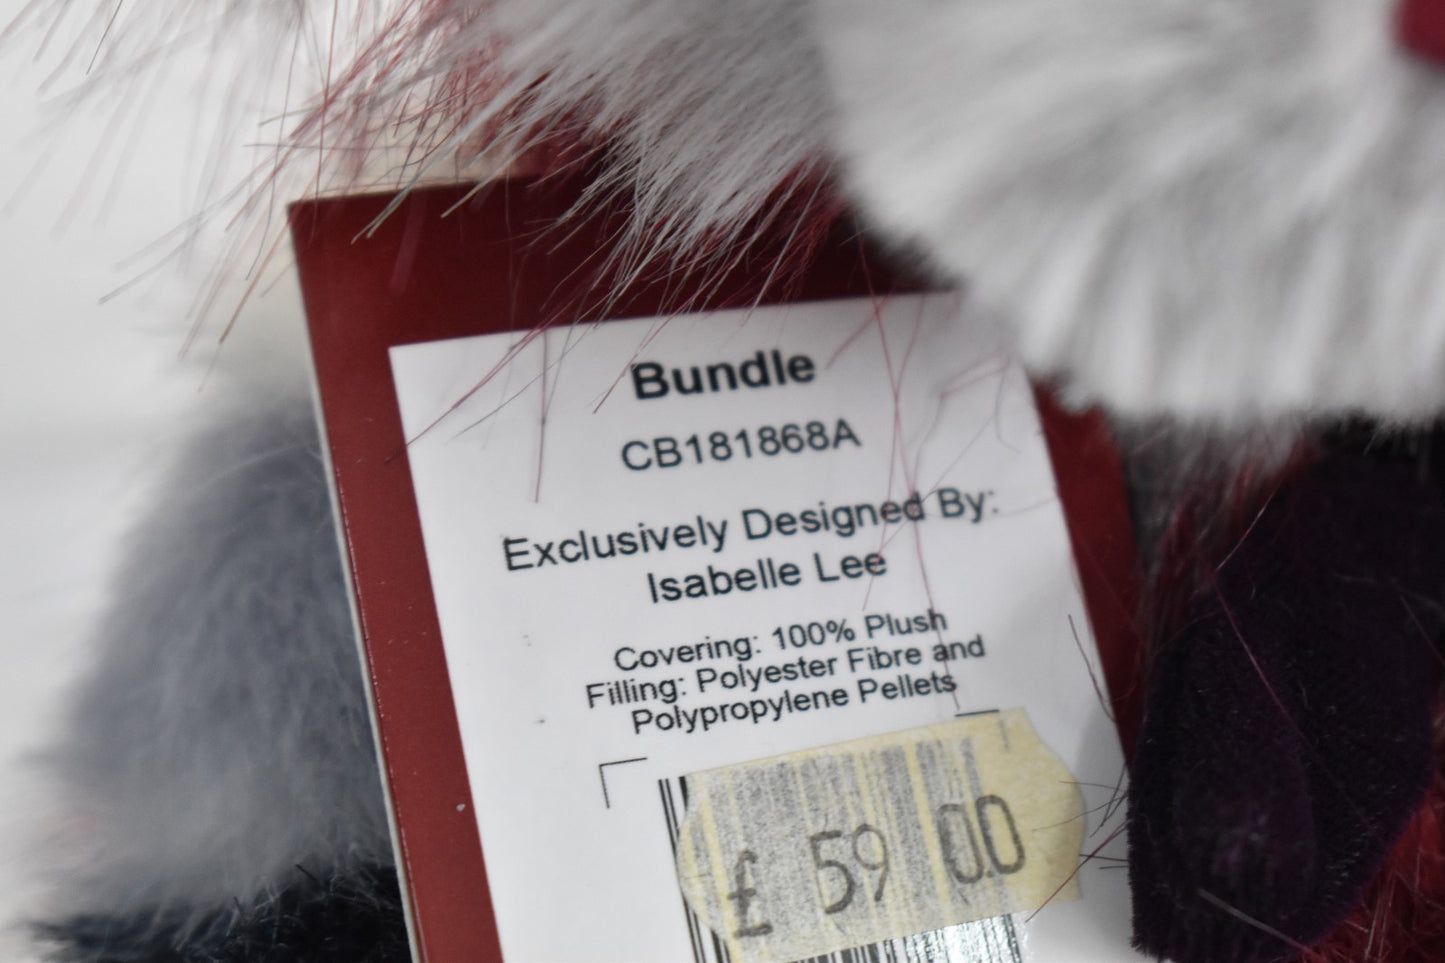 Bundle
CB181868A
Exclusively Designed By:
Isabelle Lee
Covering: 100% Plush
Filling: Polyester Fibre and
Polypropylene Pellets
£ 59 00